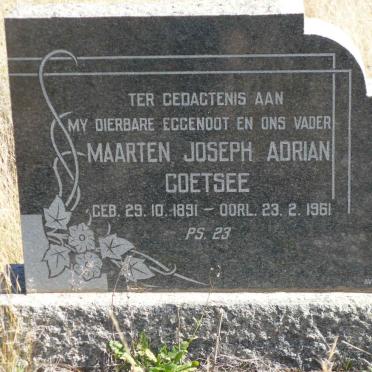 TER GEDAGTENIS AAN
MY DIERBARE EGGENOOT EN ONS VADER
MAARTEN JOSEPH ADRIAN
COETSEE
GEB. 29. 10. 1891 – OORL. 23. 2. 1961
PS. 23